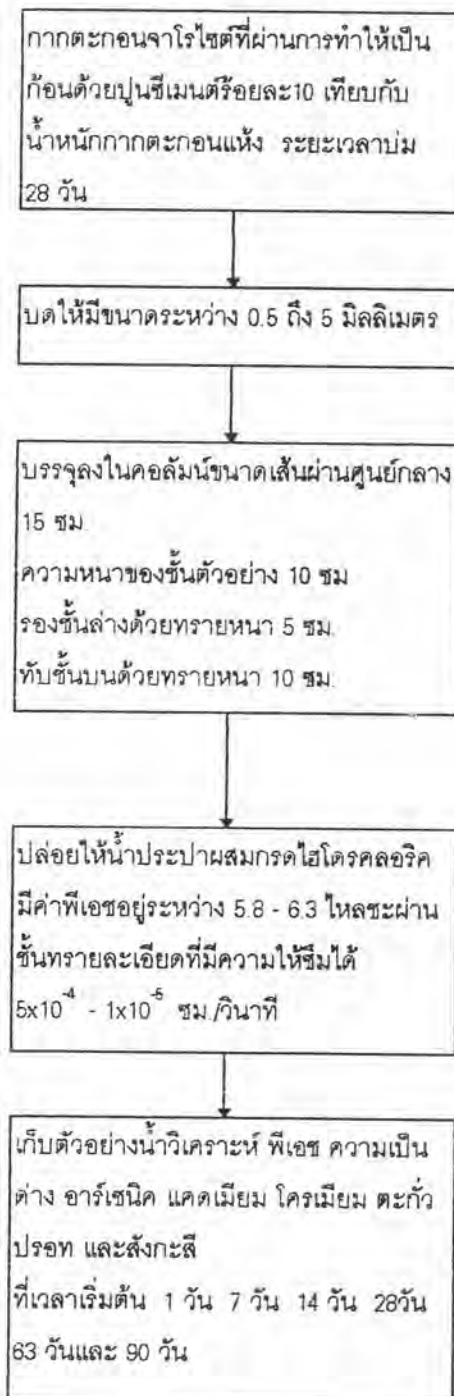 กากตะกอนจาโรไซต์ที่ผ่านการทำให้เป็น
ก้อนด้วยปูนซีเมนต์ร้อยละ10 เทียบกับ
น้ำหนักกากตะกอนแห้ง ระยะเวลาบ่ม
28 วัน
บดให้มีขนาดระหว่าง 0.5 ถึง 5 มิลลิเมตร
บรรจุลงในคอลัมน์ขนาดเส้นผ่านศูนย์กลาง
15 ซม.
ความหนาของชั้นตัวอย่าง 10 ซม
รองชั้นล่างด้วยทรายหนา 5 ซม.
ทับชั้นบนด้วยทรายหนา 10 ซม.
ปล่อยให้น้ำประปาผสมกรดไฮโดรคลอริค
มีค่าพีเอชอยู่ระหว่าง 5.8 - 6.3 ไหลชะผ่าน
ชั้นทรายละเอียดที่มีความให้ซึมได้
5x10⁻⁴ - 1x10⁻⁵ ซม./วินาที
เก็บตัวอย่างน้ำวิเคราะห์ พีเอช ความเป็น
ด่าง อาร์เซนิค แคดเมียม โครเมียม ตะกั่ว
ปรอท และสังกะสี
ที่เวลาเริ่มต้น 1 วัน 7 วัน 14 วัน 28วัน
63 วันและ 90 วัน